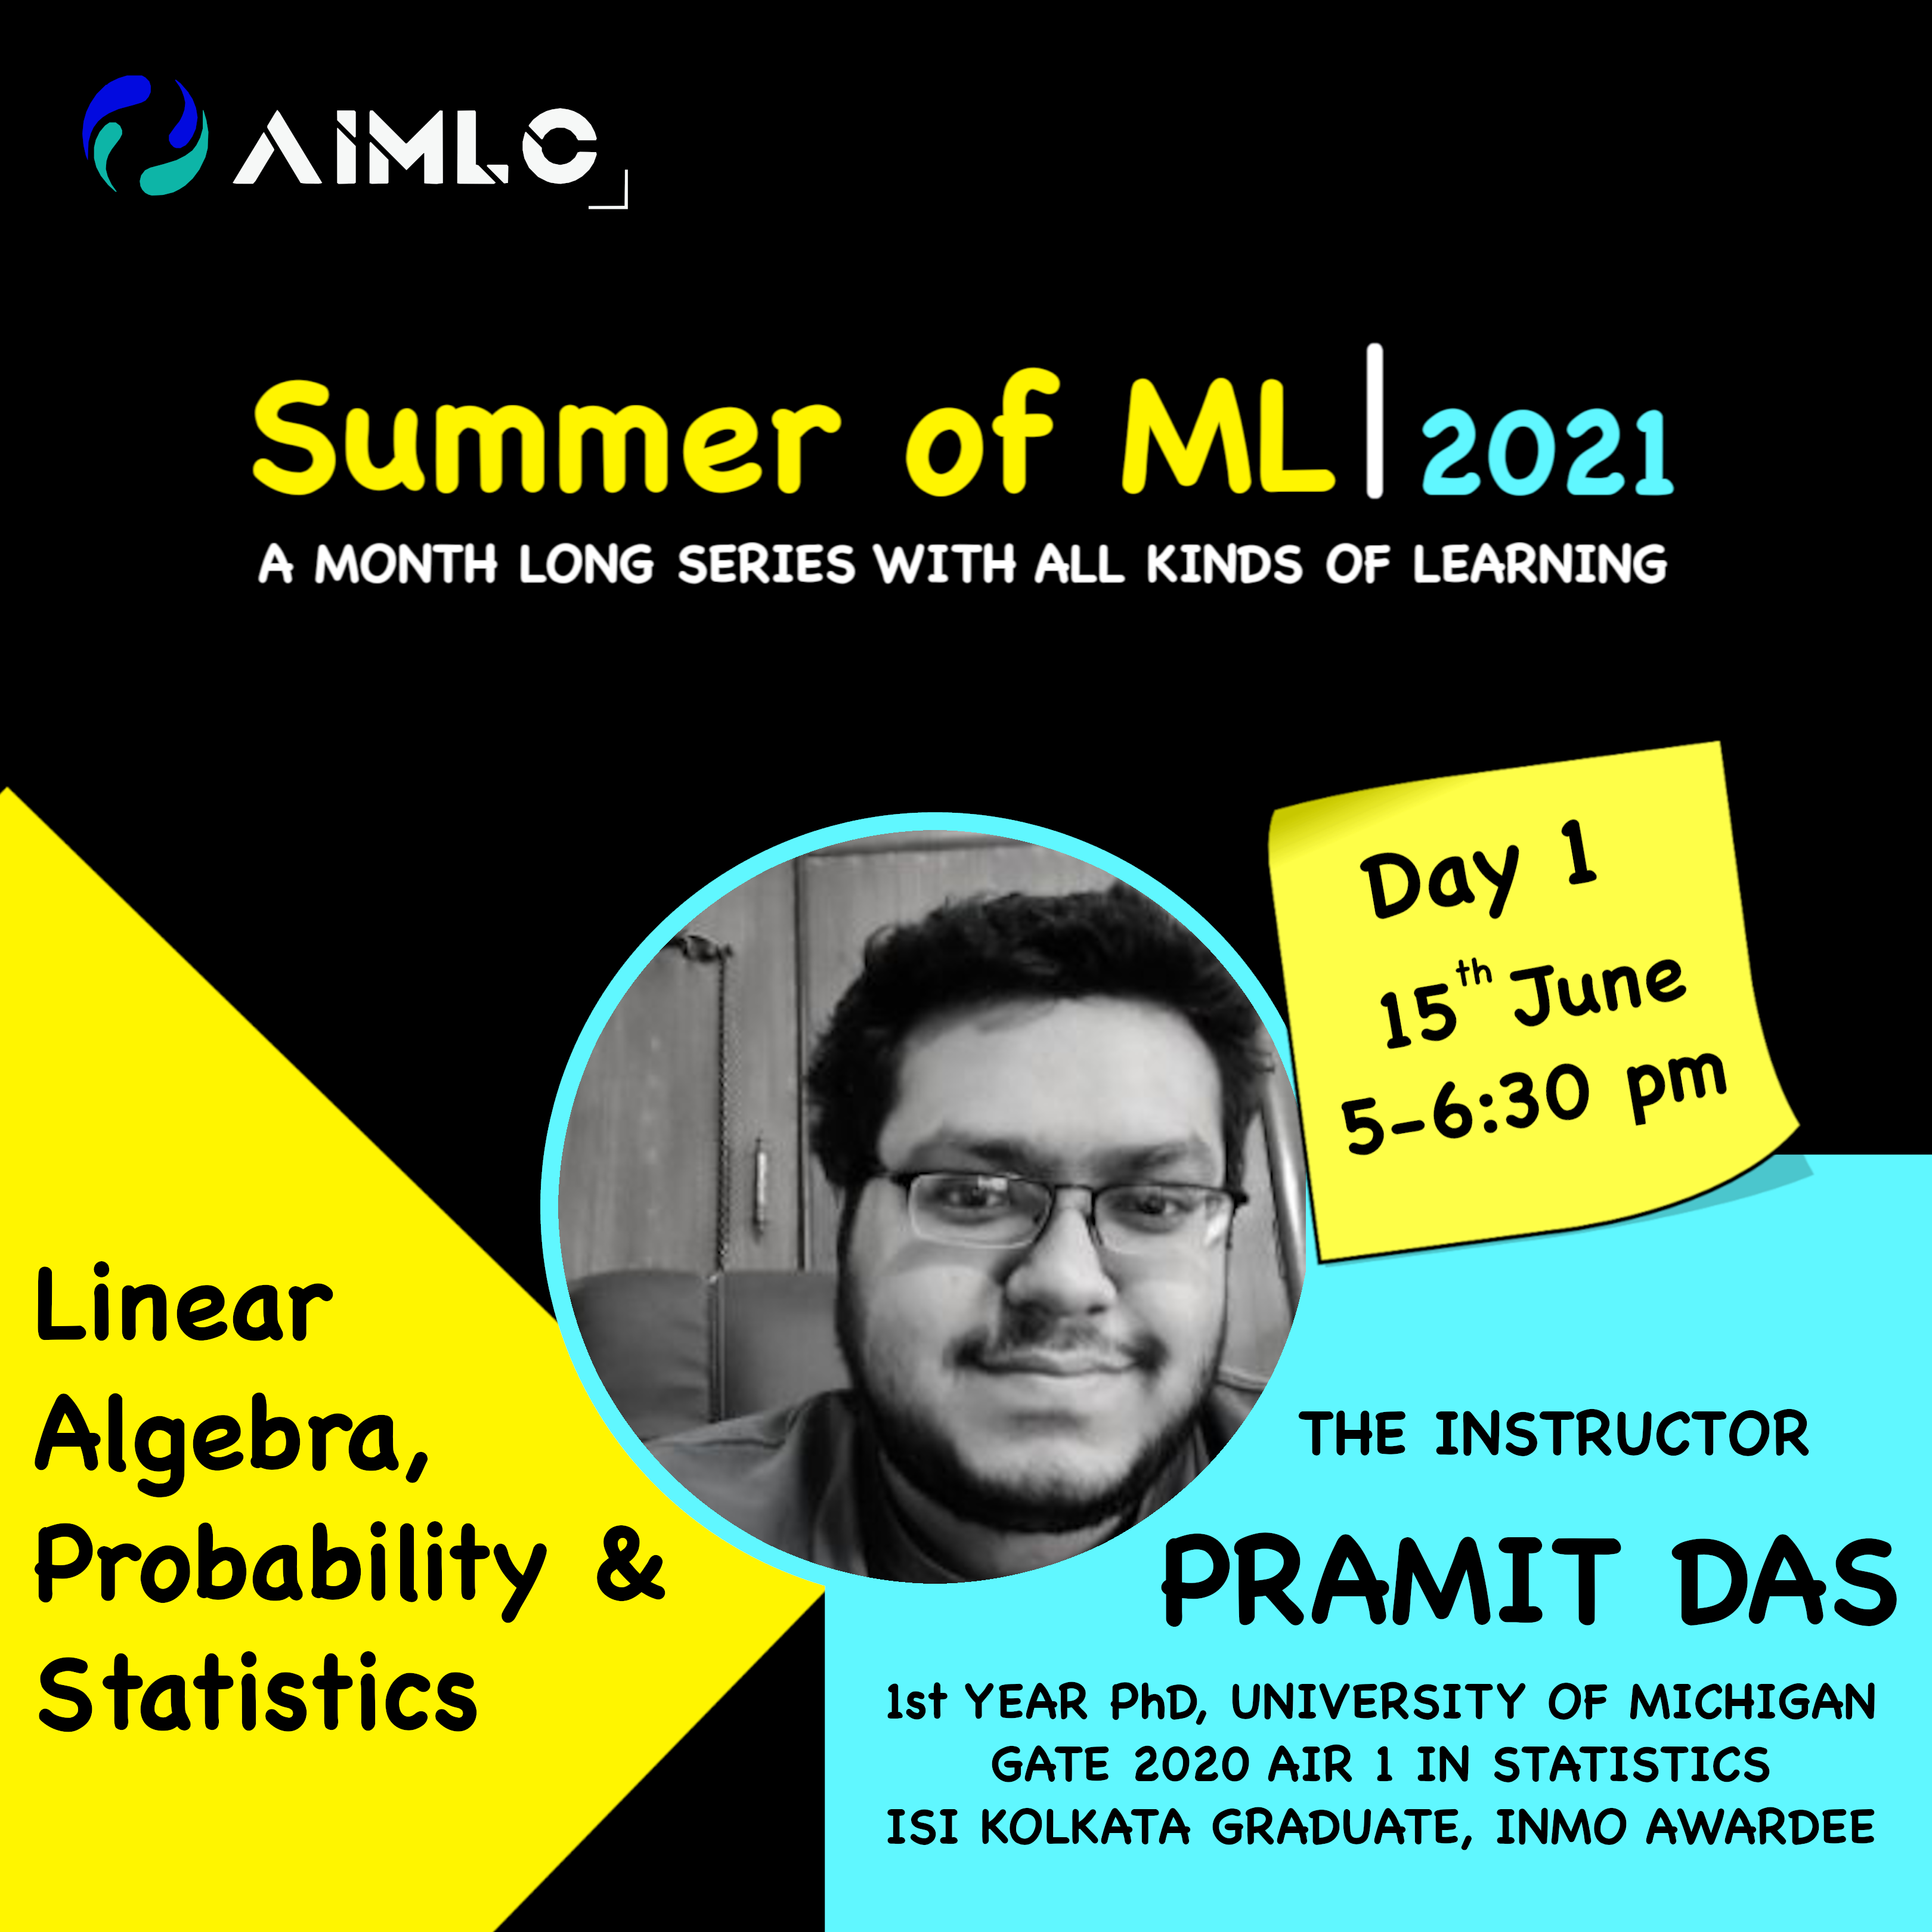 AIMLC
Summer of ML|2021
A MONTH LONG SERIES WITH ALL KINDS OF LEARNING
Day 1
15th June
5-6:30 pm
Linear
Algebra,
Probability &
Statistics
THE INSTRUCTOR
PRAMIT DAS
1st YEAR PhD, UNIVERSITY OF MICHIGAN
GATE 2020 AIR 1 IN STATISTICS
ISI KOLKATA GRADUATE, INMO AWARDEE